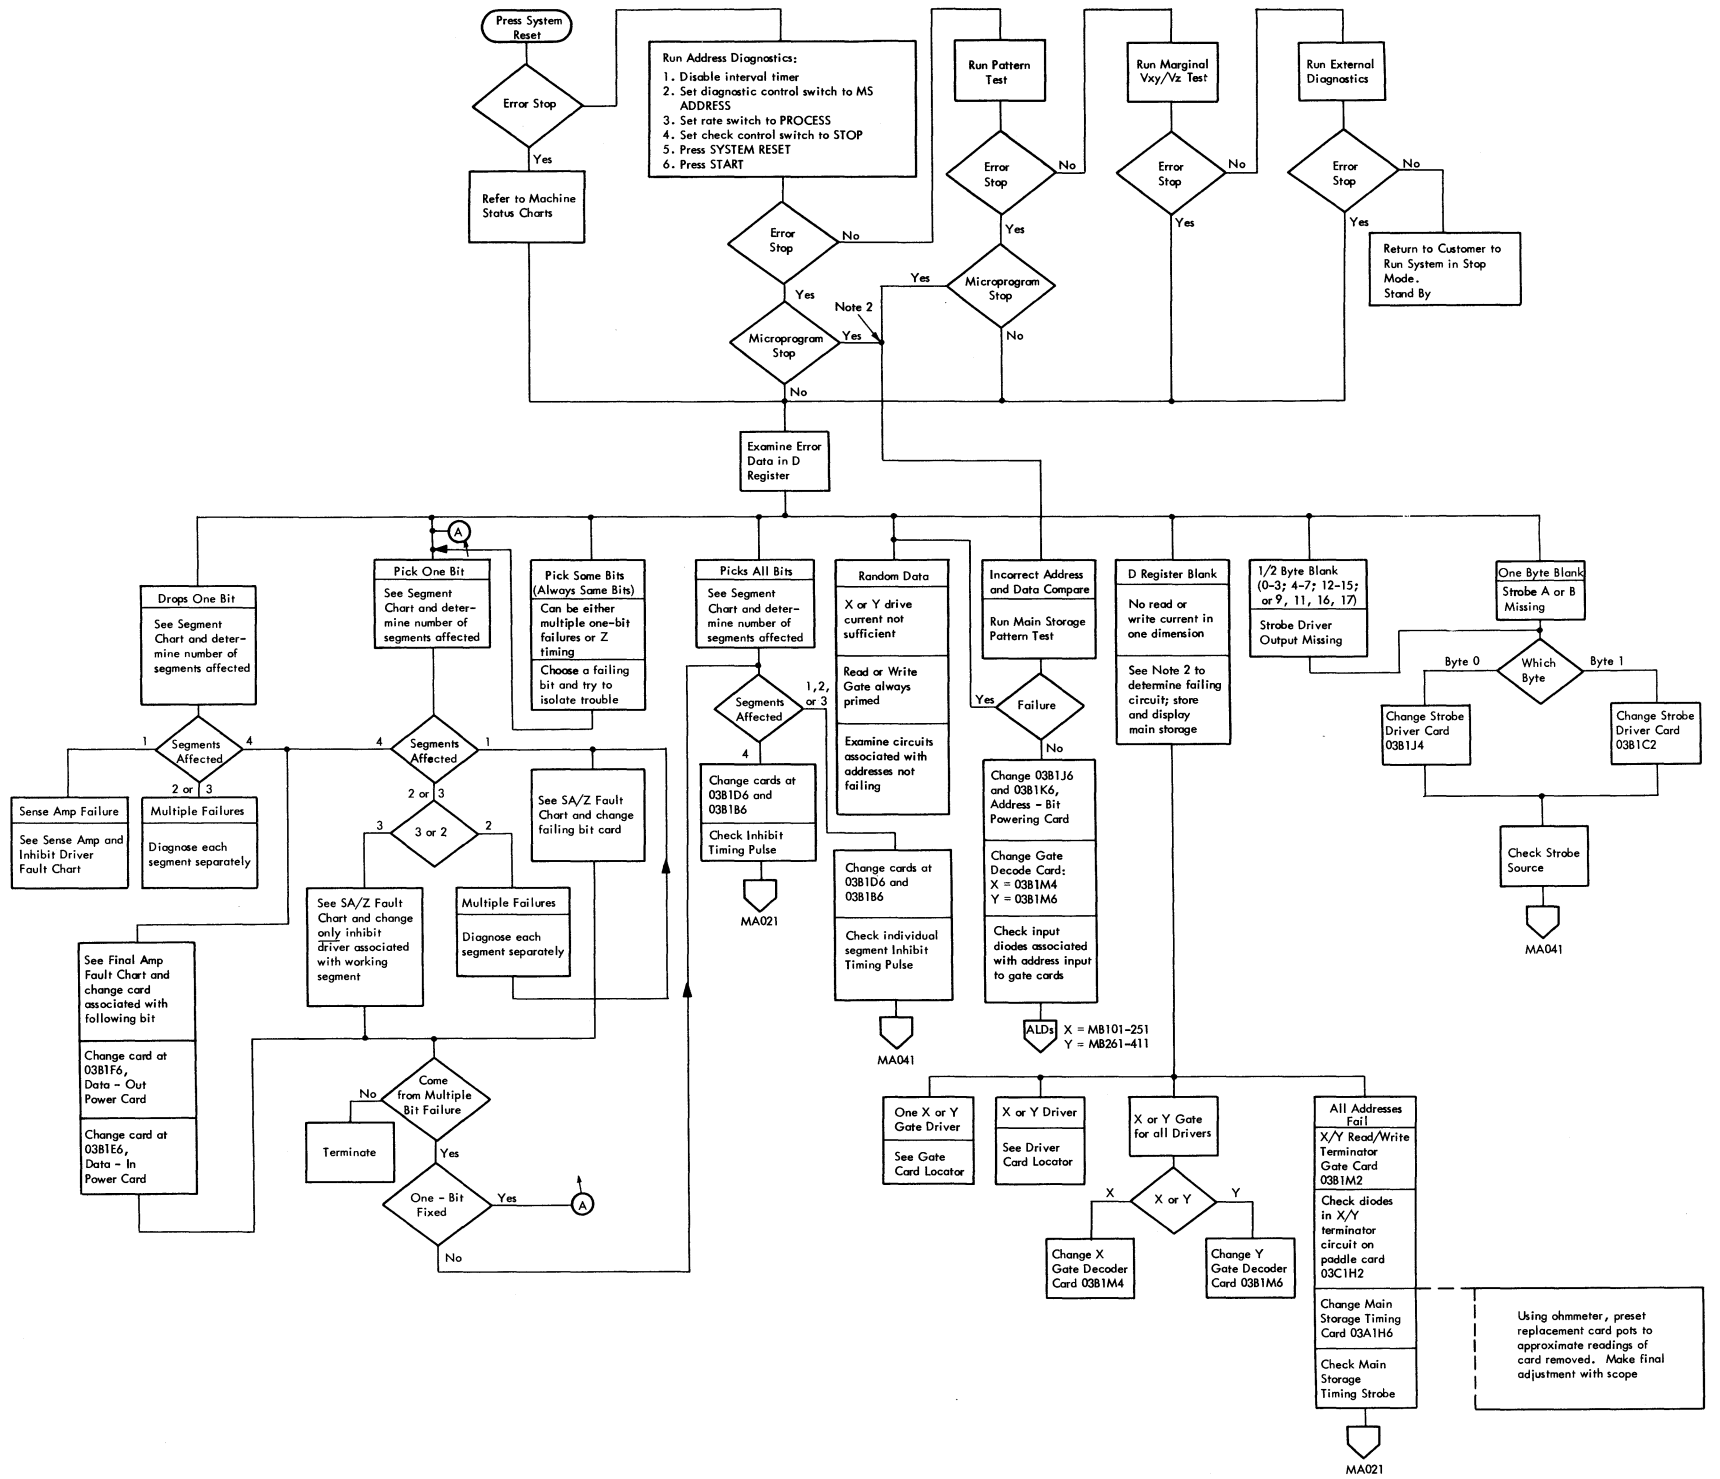 Press System
Reset
Error Stop
Yes
Refer to Machine
Status Charts
Run Address Diagnostics:
1. Disable interval timer
2. Set diagnostic control switch to MS
ADDRESS
3. Set rate switch to PROCESS
4. Set check control switch to STOP
5. Press SYSTEM RESET
6. Press START
Error
Stop
No
Yes
Microprogram
Stop
Yes
No
Note 2
Run Pattern
Test
Error
Stop
No
Yes
Microprogram
Stop
Yes
No
Run Marginal
Vxy/Vz Test
Error
Stop
No
Yes
Run External
Diagnostics
Error
Stop
No
Yes
Return to Customer to
Run System in Stop
Mode.
Stand By
Examine Error
Data in D
Register
Drops One Bit
See Segment
Chart and deter-
mine number of
segments affected
Segments
Affected
1
4
2 or 3
Sense Amp Failure
See Sense Amp and
Inhibit Driver
Fault Chart
Multiple Failures
Diagnose each
segment separately
See Final Amp
Fault Chart and
change card
associated with
following bit
Change card at
03B1F6,
Data - Out
Power Card
Change card at
03B1E6,
Data - In
Power Card
A
Pick One Bit
See Segment
Chart and deter-
mine number of
segments affected
4
Segments
Affected
1
2 or 3
3
3 or 2
2
See SA/Z Fault
Chart and change
only inhibit
driver associated
with working
segment
Multiple Failures
Diagnose each
segment separately
See SA/Z Fault
Chart and change
failing bit card
Come
from Multiple
Bit Failure
No
Terminate
Yes
One - Bit
Fixed
Yes
A
No
Pick Some Bits
(Always Same Bits)
Can be either
multiple one-bit
failures or Z
timing
Choose a failing
bit and try to
isolate trouble
Picks All Bits
See Segment
Chart and deter-
mine number of
segments affected
Segments
Affected
1,2,
or 3
4
Change cards at
03B1D6 and
03B1B6
Check Inhibit
Timing Pulse
MA021
Random Data
X or Y drive
current not
sufficient
Read or Write
Gate always
primed
Examine circuits
associated with
addresses not
failing
Change cards at
03B1D6 and
03B1B6
Check individual
segment Inhibit
Timing Pulse
MA041
Incorrect Address
and Data Compare
Run Main Storage
Pattern Test
Yes
Failure
No
Change 03B1J6
and 03B1K6,
Address - Bit
Powering Card
Change Gate
Decode Card:
X = 03B1M4
Y = 03B1M6
Check input
diodes associated
with address input
to gate cards
ALDs
X = MB101-251
Y = MB261-411
D Register Blank
No read or
write current in
one dimension
See Note 2 to
determine failing
circuit; store
and display
main storage
1/2 Byte Blank
(0-3; 4-7; 12-15;
or 9, 11, 16, 17)
Strobe Driver
Output Missing
One Byte Blank
Strobe A or B
Missing
Byte 0
Which
Byte
Byte 1
Change Strobe
Driver Card
03B1J4
Change Strobe
Driver Card
03B1C2
Check Strobe
Source
MA041
One X or Y
Gate Driver
See Gate
Card Locator
X or Y Driver
See Driver
Card Locator
X or Y Gate
for all Drivers
X
X or Y
Y
Change X
Gate Decoder
Card 03B1M4
Change Y
Gate Decoder
Card 03B1M6
All Addresses
Fail
X/Y Read/Write
Terminator
Gate Card
03B1M2
Check diodes
in X/Y
terminator
circuit on
paddle card
03C1H2
Change Main
Storage Timing
Card 03A1H6
Check Main
Storage
Timing Strobe
MA021
Using ohmmeter, preset
replacement card pots to
approximate readings of
card removed. Make final
adjustment with scope